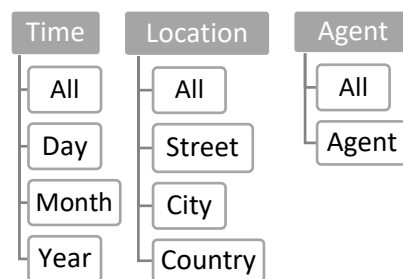 Time
All
Day
Month
Year
Location
All
Street
City
Country
Agent
All
Agent